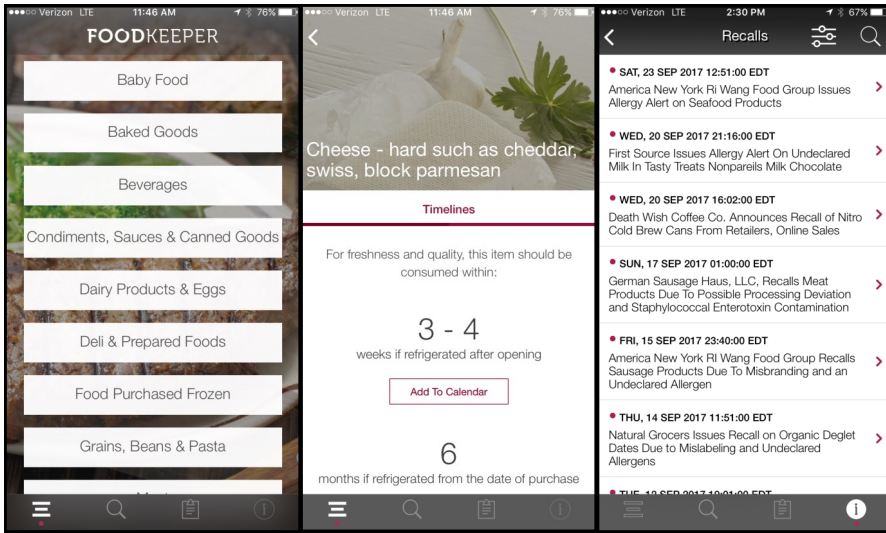 Verizon LTE 11:46 AM 76%
FOODKEEPER
Baby Food
Baked Goods
Beverages
Condiments, Sauces & Canned Goods
Dairy Products & Eggs
Deli & Prepared Foods
Food Purchased Frozen
Grains, Beans & Pasta
Verizon LTE 11:46 AM 76%
Cheese - hard such as cheddar,
swiss, block parmesan
Timelines
For freshness and quality, this item should be
consumed within:
3 - 4
weeks if refrigerated after opening
Add To Calendar
6
months if refrigerated from the date of purchase
Verizon LTE 2:30 PM 67%
Recalls
SAT, 23 SEP 2017 12:51:00 EDT
America New York Ri Wang Food Group Issues
Allergy Alert on Seafood Products
WED, 20 SEP 2017 21:16:00 EDT
First Source Issues Allergy Alert On Undeclared
Milk In Tasty Treats Nonpareils Milk Chocolate
WED, 20 SEP 2017 16:02:00 EDT
Death Wish Coffee Co. Announces Recall of Nitro
Cold Brew Cans From Retailers, Online Sales
SUN, 17 SEP 2017 01:00:00 EDT
German Sausage Haus, LLC, Recalls Meat
Products Due To Possible Processing Deviation
and Staphylococcal Enterotoxin Contamination
FRI, 15 SEP 2017 23:40:00 EDT
America New York RI Wang Food Group Recalls
Sausage Products Due To Misbranding and an
Undeclared Allergen
THU, 14 SEP 2017 11:51:00 EDT
Natural Grocers Issues Recall on Organic Deglet
Dates Due to Mislabeling and Undeclared
Allergens